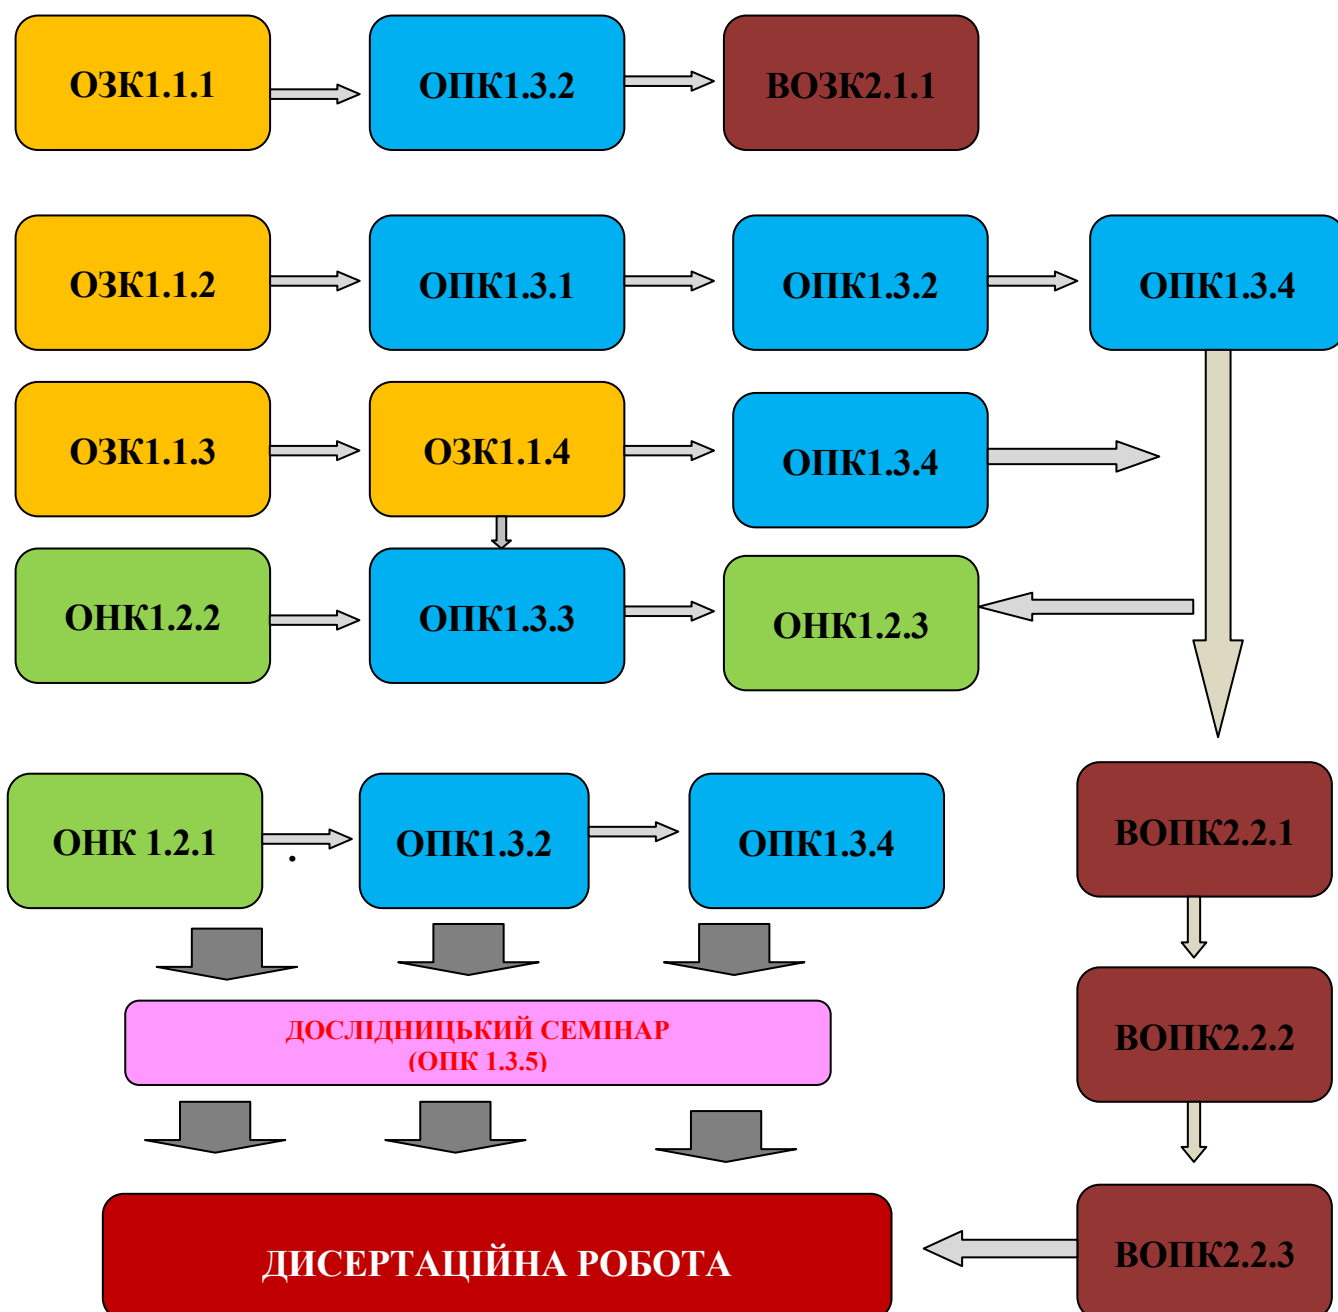 ОЗК1.1.1
ОПК1.3.2
ВОЗК2.1.1
ОЗК1.1.2
ОПК1.3.1
ОПК1.3.2
ОПК1.3.4
ОЗК1.1.3
ОЗК1.1.4
ОПК1.3.4
ОНК1.2.2
ОПК1.3.3
ОНК1.2.3
ОНК 1.2.1
.
ОПК1.3.2
ОПК1.3.4
ВОПК2.2.1
ВОПК2.2.2
ДОСЛІДНИЦЬКИЙ СЕМІНАР
(ОПК 1.3.5)
ВОПК2.2.3
ДИСЕРТАЦІЙНА РОБОТА